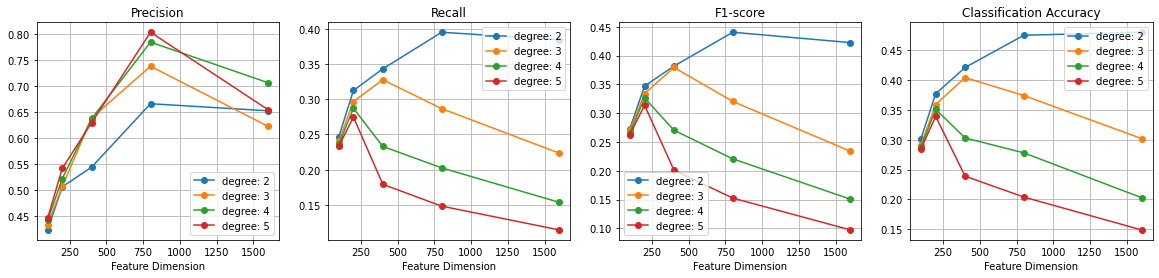 Precision
0.80
0.75
0.70
0.65
0.60
0.55
0.50
0.45
250 500 750 1000 1250 1500
Feature Dimension
degree: 2
degree: 3
degree: 4
degree: 5
Recall
0.40
0.35
0.30
0.25
0.20
0.15
250 500 750 1000 1250 1500
Feature Dimension
degree: 2
degree: 3
degree: 4
degree: 5
F1-score
0.45
0.40
0.35
0.30
0.25
0.20
0.15
0.10
250 500 750 1000 1250 1500
Feature Dimension
degree: 2
degree: 3
degree: 4
degree: 5
Classification Accuracy
0.45
0.40
0.35
0.30
0.25
0.20
0.15
250 500 750 1000 1250 1500
Feature Dimension
degree: 2
degree: 3
degree: 4
degree: 5